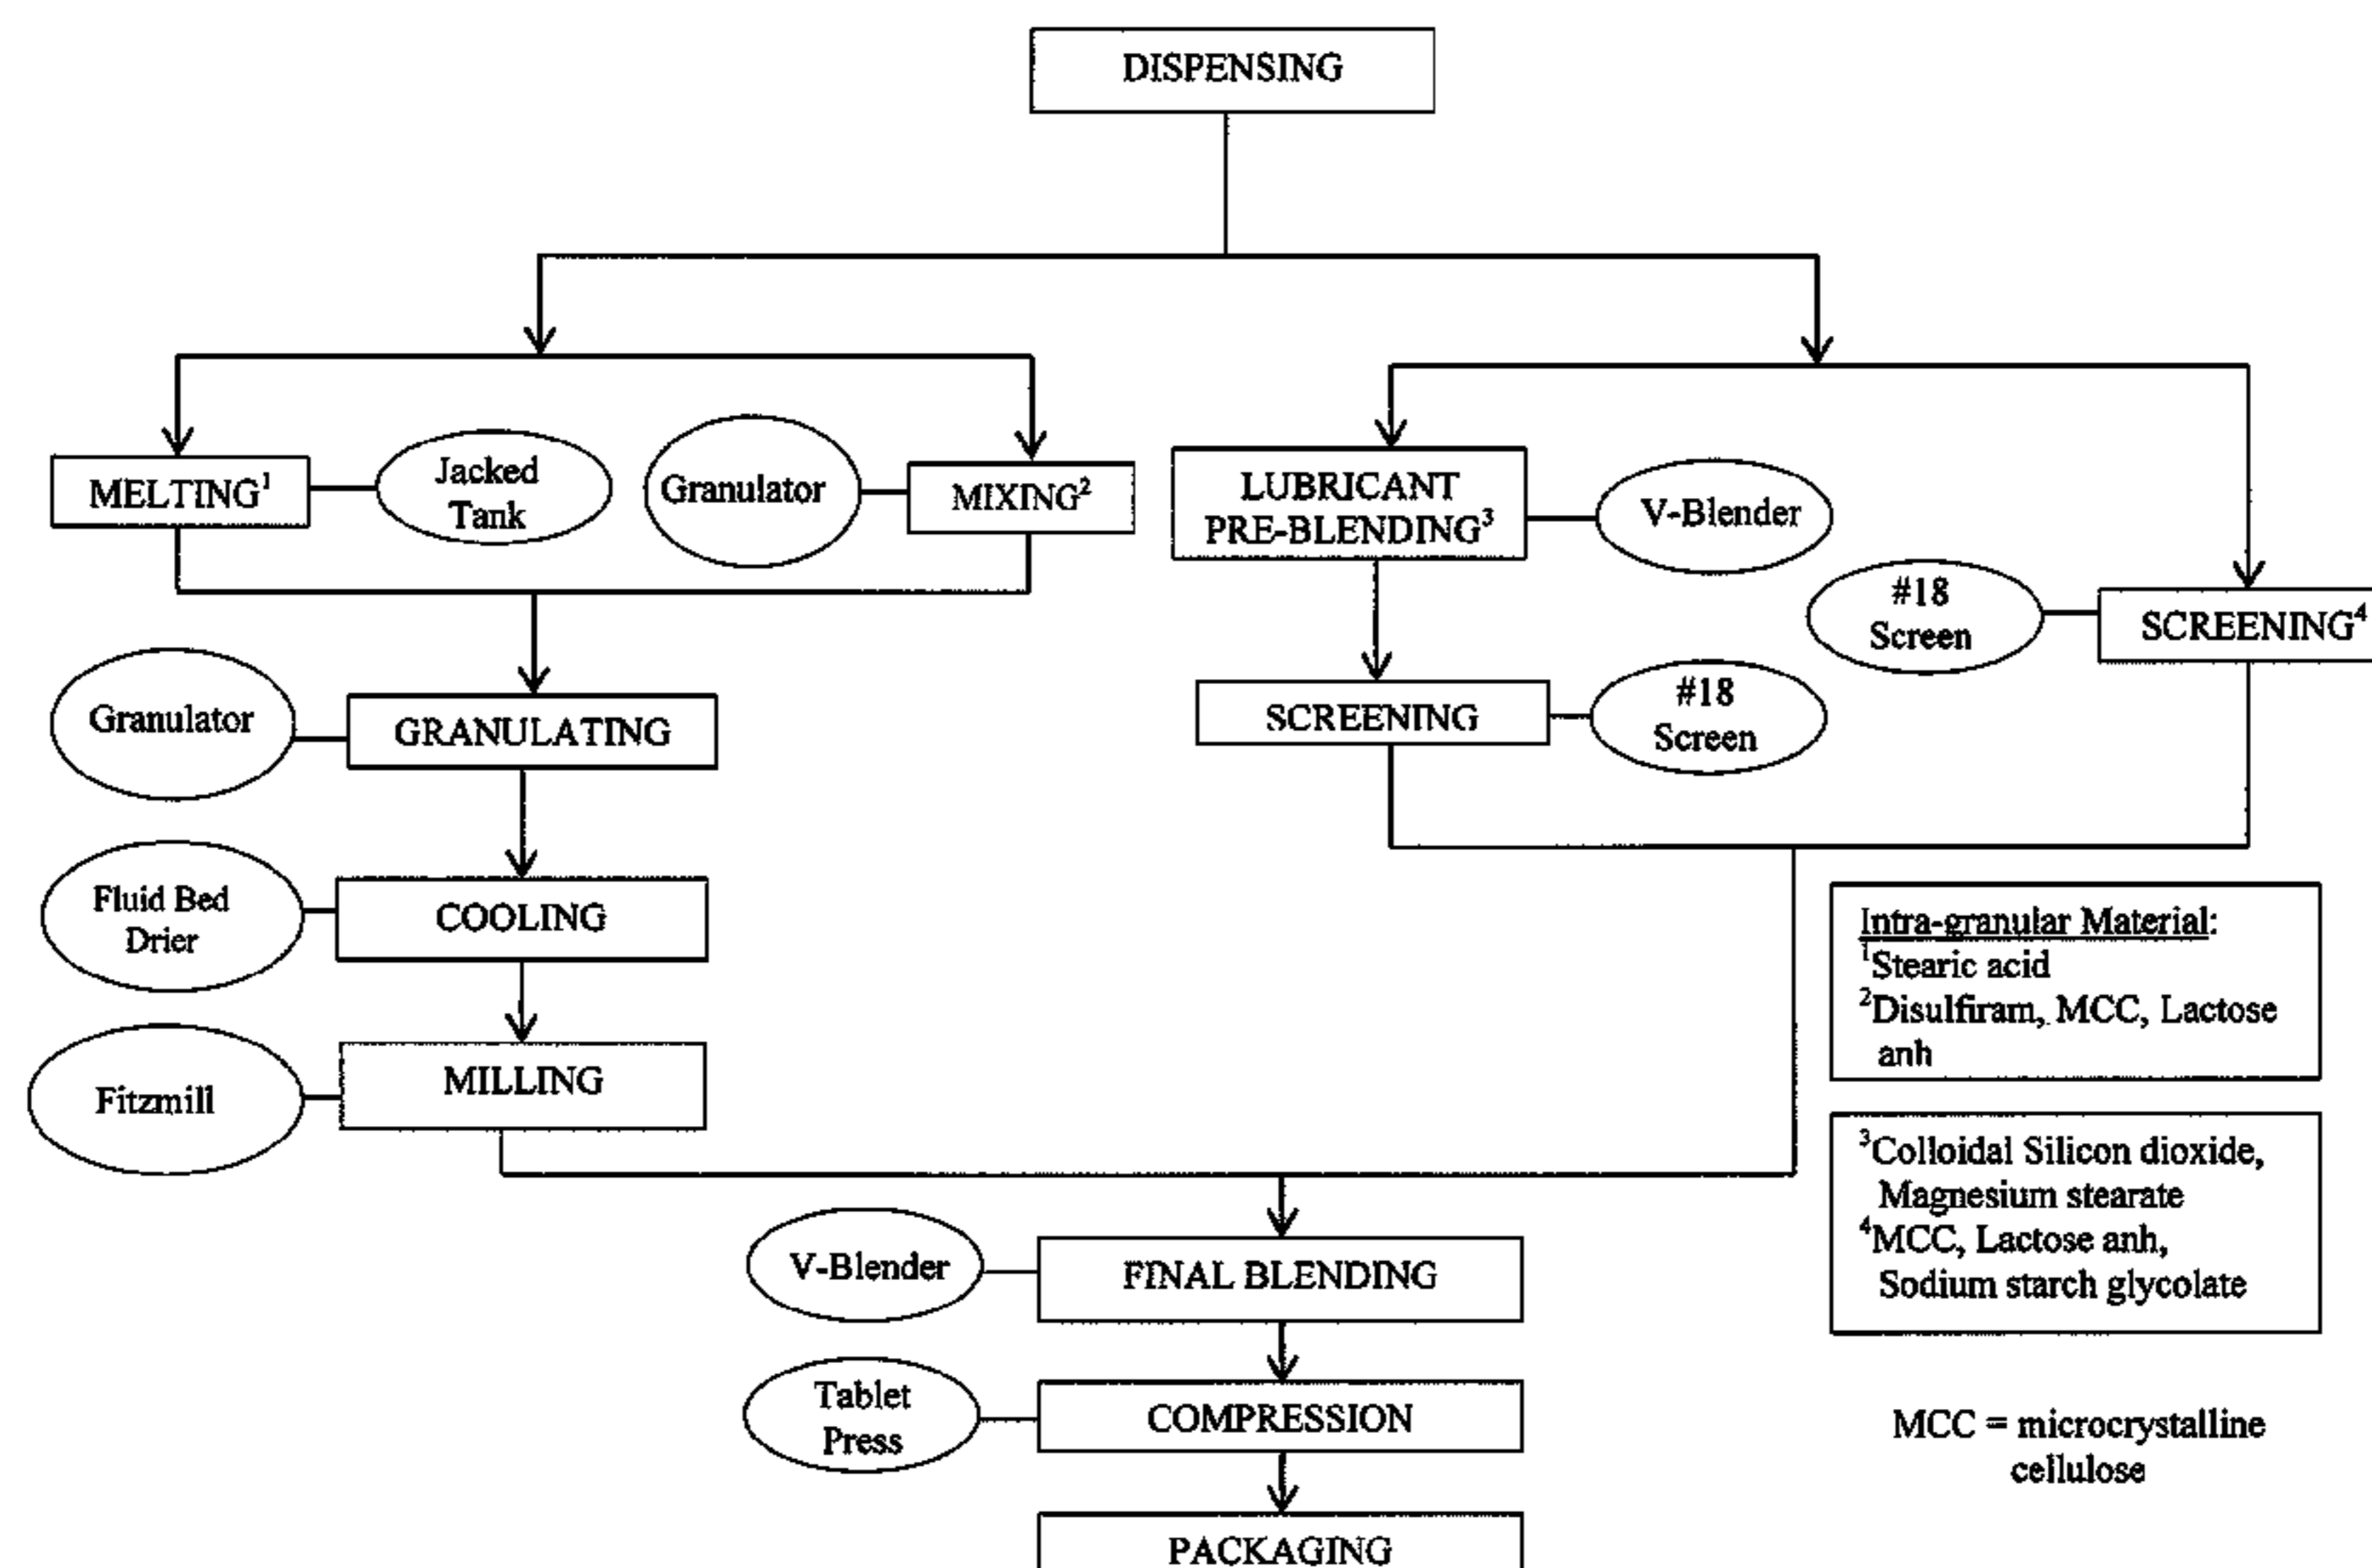 DISPENSING
MELTING¹
Jacked
Tank
Granulator
MIXING²
LUBRICANT
PRE-BLENDING³
V-Blender
#18
Screen
SCREENING⁴
Granulator
GRANULATING
SCREENING
#18
Screen
Fluid Bed
Drier
COOLING
Fitzmill
MILLING
Intra-granular Material:
¹Stearic acid
²Disulfiram, MCC, Lactose
anh
³Colloidal Silicon dioxide,
Magnesium stearate
⁴MCC, Lactose anh,
Sodium starch glycolate
V-Blender
FINAL BLENDING
Tablet
Press
COMPRESSION
MCC = microcrystalline
cellulose
PACKAGING